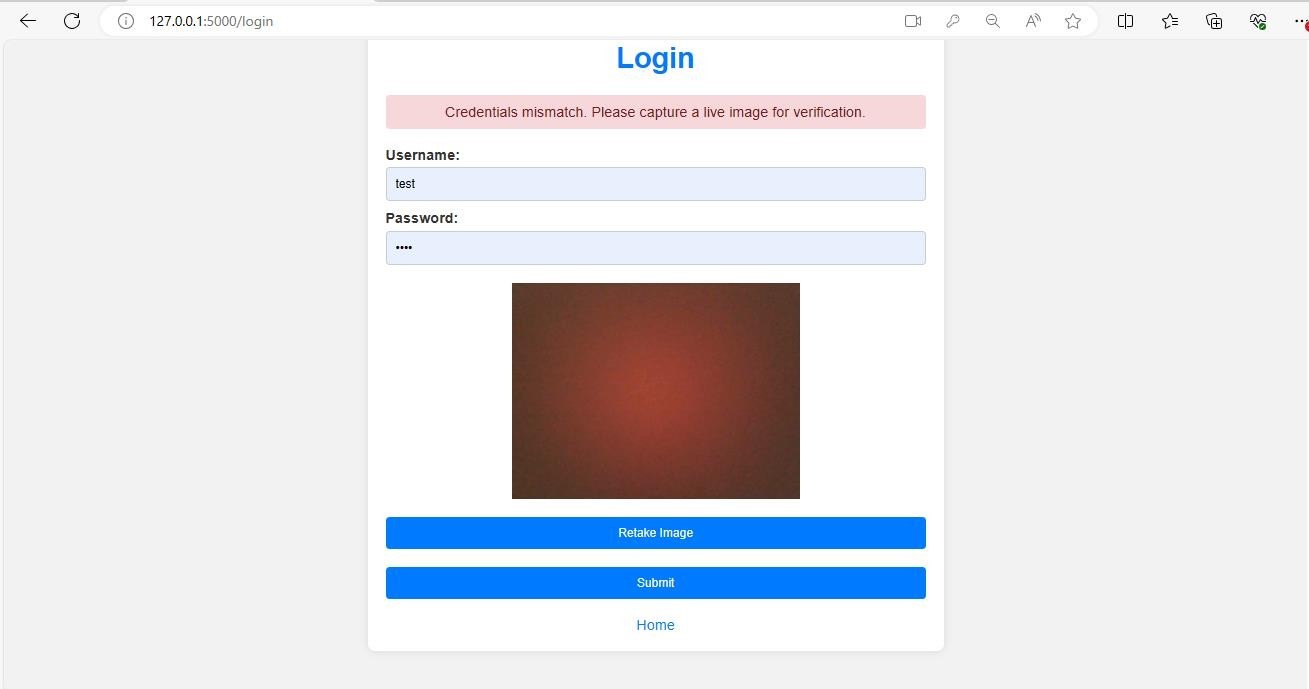 127.0.0.1:5000/login
Login
Credentials mismatch. Please capture a live image for verification.
Username:
test
Password:
••••
Retake Image
Submit
Home